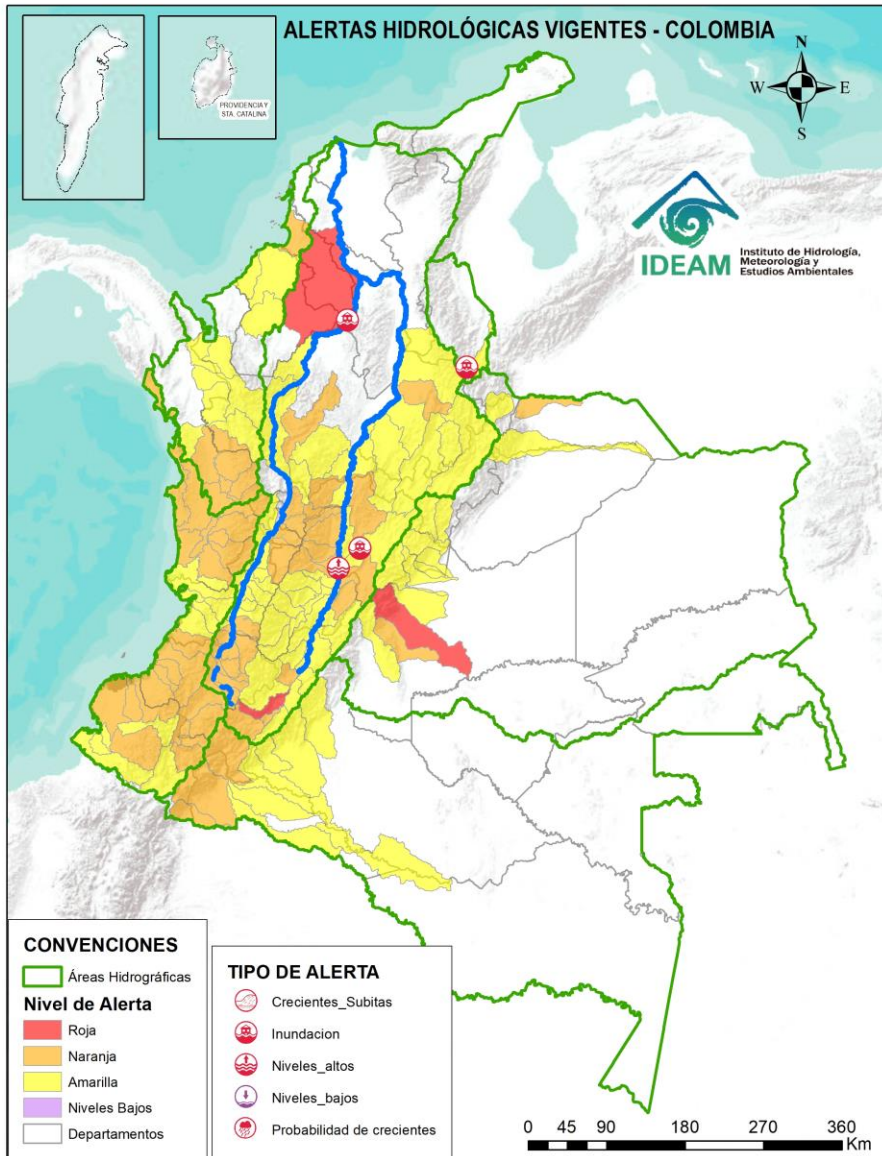 ALERTAS HIDROLÓGICAS VIGENTES - COLOMBIA
PROVIDENCIA Y
STA. CATALINA
N
W
E
S
IDEAM
Instituto de Hidrología,
Meteorología y
Estudios Ambientales
CONVENCIONES
Áreas Hidrográficas
Nivel de Alerta
Roja
Naranja
Amarilla
Niveles Bajos
Departamentos
TIPO DE ALERTA
Crecientes_Subitas
Inundacion
Niveles_altos
Niveles_bajos
Probabilidad de crecientes
0 45 90 180 270 360
Km